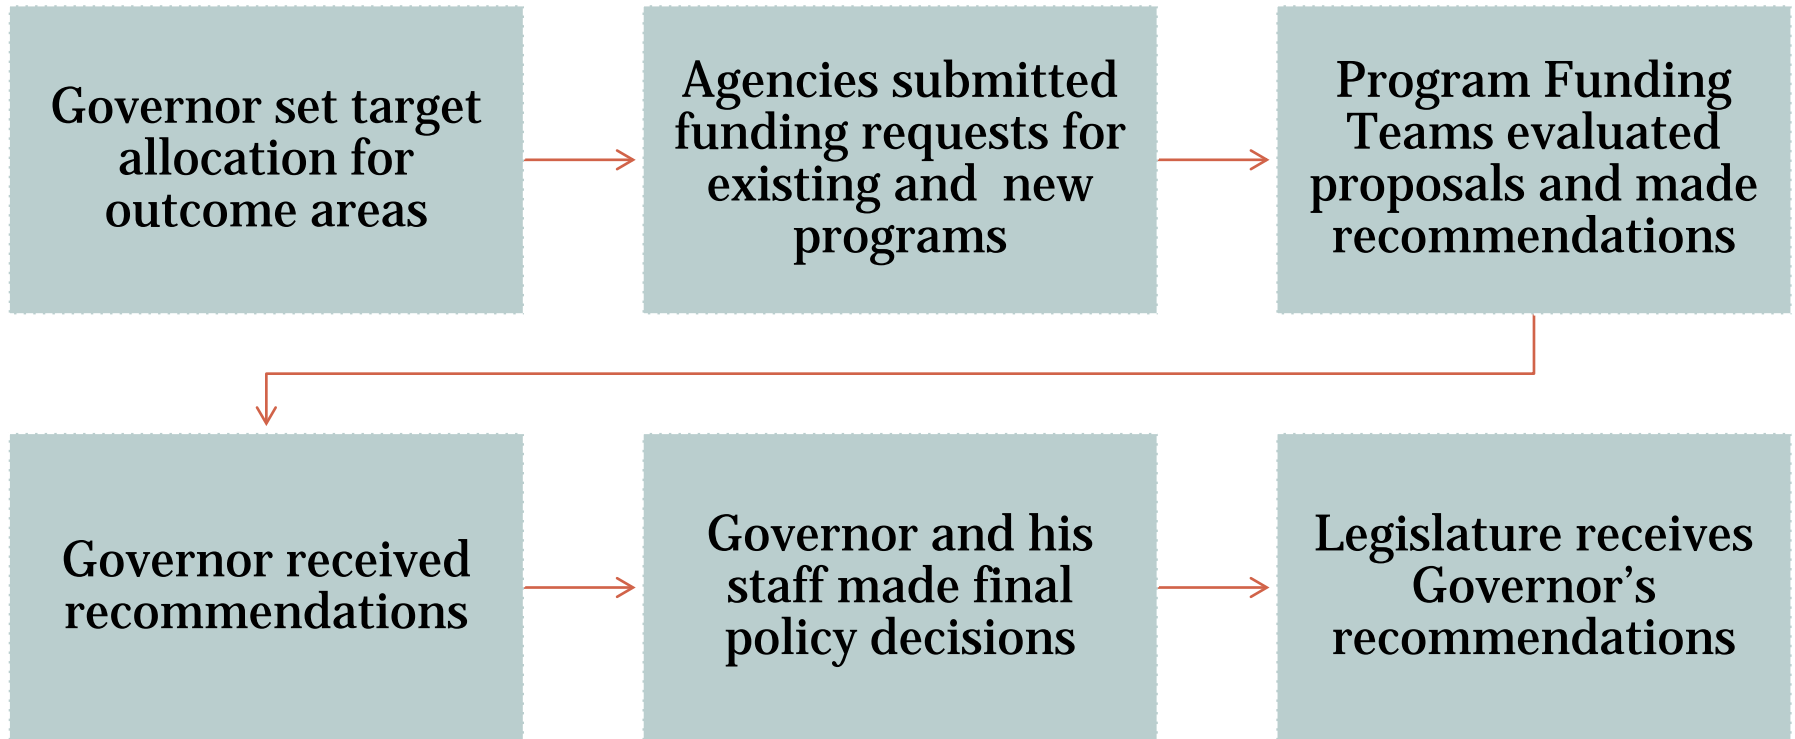 Governor set target
allocation for
outcome areas
Agencies submitted
funding requests for
existing and  new
programs
Program Funding
Teams evaluated
proposals and made
recommendations
Governor received
recommendations
Governor and his
staff made final
policy decisions
Legislature receives
Governor’s
recommendations